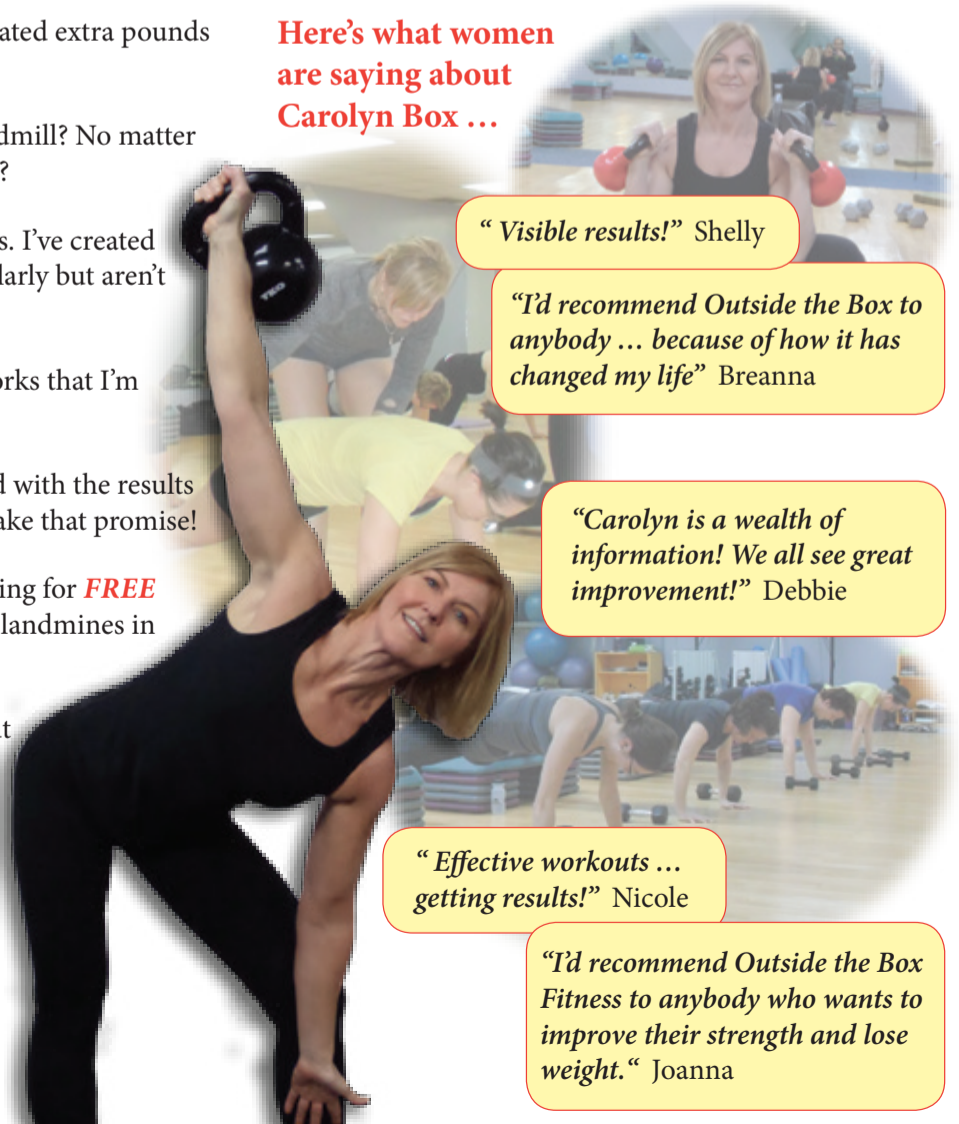 ated extra pounds
dmill? No matter
?
s. I’ve created
larly but aren’t
orks that I’m
d with the results
ake that promise!
ing for FREE
landmines in
t
Here’s what women
are saying about
Carolyn Box …
“ Visible results!” Shelly
“I’d recommend Outside the Box to
anybody … because of how it has
changed my life” Breanna
“Carolyn is a wealth of
information! We all see great
improvement!” Debbie
“ Effective workouts …
getting results!” Nicole
“I’d recommend Outside the Box
Fitness to anybody who wants to
improve their strength and lose
weight.“ Joanna
TKO